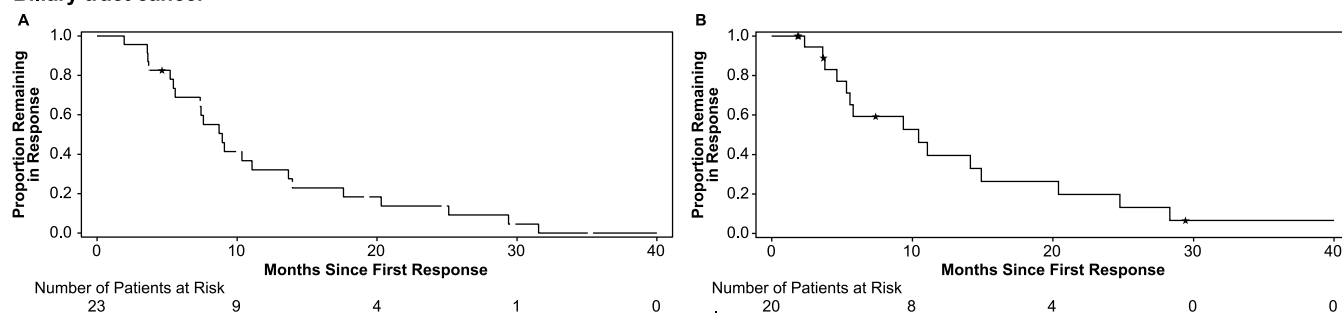 A
1.0
0.8
0.6
0.4
0.2
0.0
Proportion Remaining
in Response
0 10 20 30 40
Months Since First Response
Number of Patients at Risk
23 9 4 1 0
B
1.0
0.8
0.6
0.4
0.2
0.0
Proportion Remaining
in Response
0 10 20 30 40
Months Since First Response
Number of Patients at Risk
20 8 4 0 0